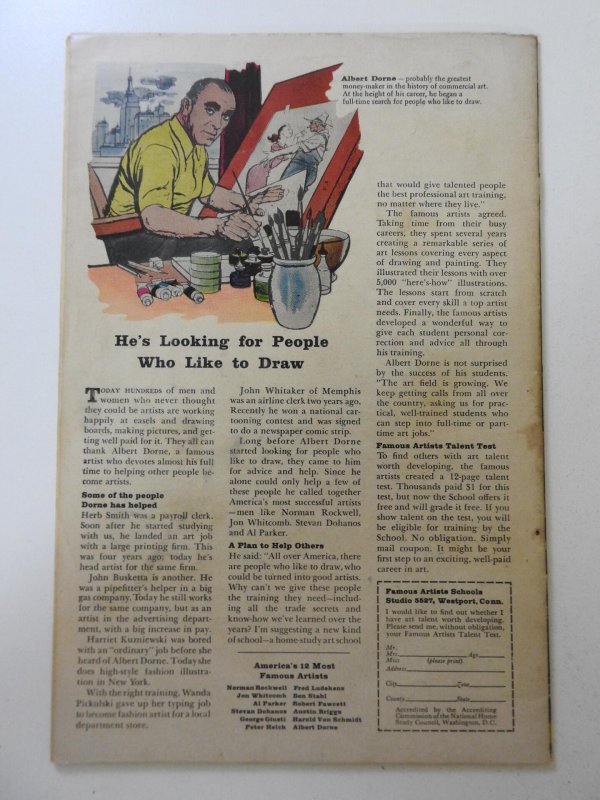 Albert Dorne — probably the greatest
money-maker in the history of commercial art.
At the height of his career, he began a
full-time search for people who like to draw.
He's Looking for People
Who Like to Draw
TODAY HUNDREDS of men and
women who never thought
they could be artists are working
happily at easels and drawing
boards, making pictures, and get-
ting well paid for it. They all can
thank Albert Dorne, a famous
artist who devotes almost his full
time to helping other people be-
come artists.
Some of the people
Dorne has helped
Herb Smith was a payroll clerk.
Soon after he started studying
with us, he landed an art job
with a large printing firm. This
was four years ago; today he's
head artist for the same firm.
John Busketta is another. He
was a pipefitter's helper in a big
gas company. Today he still works
for the same company, but as an
artist in the advertising depart-
ment, with a big increase in pay.
Harriet Kuzniewski was bored
with an "ordinary" job before she
heard of Albert Dorne. Today she
does high-style fashion illustra-
tion in New York.
With the right training, Wanda
Pickulski gave up her typing job
to become fashion artist for a local
department store.
John Whitaker of Memphis
was an airline clerk two years ago.
Recently he won a national car-
tooning contest and was signed
to do a newspaper comic strip.
Long before Albert Dorne
started looking for people who
like to draw, they came to him
for advice and help. Since he
alone could only help a few of
these people he called together
America's most successful artists
—men like Norman Rockwell,
Jon Whitcomb, Stevan Dohanos
and Al Parker.
A Plan to Help Others
He said: "All over America, there
are people who like to draw, who
could be turned into good artists.
Why can't we give these people
the training they need—includ-
ing all the trade secrets and
know-how we've learned over the
years? I'm suggesting a new kind
of school—a home-study art school
America's 12 Most
Famous Artists
Norman Rockwell
Jon Whitcomb
Al Parker
Stevan Dohanos
George Giusti
Peter Helck
Fred Ludekens
Ben Stahl
Robert Fawcett
Austin Briggs
Harold Von Schmidt
Albert Dorne
that would give talented people
the best professional art training,
no matter where they live."
The famous artists agreed.
Taking time from their busy
careers, they spent several years
creating a remarkable series of
art lessons covering every aspect
of drawing and painting. They
illustrated their lessons with over
5,000 "here's-how" illustrations.
The lessons start from scratch
and cover every skill a top artist
needs. Finally, the famous artists
developed a wonderful way to
give each student personal cor-
rection and advice all through
his training.
Albert Dorne is not surprised
by the success of his students.
"The art field is growing. We
keep getting calls from all over
the country, asking us for prac-
tical, well-trained students who
can step into full-time or part-
time art jobs."
Famous Artists Talent Test
To find others with art talent
worth developing, the famous
artists created a 12-page talent
test. Thousands paid $1 for this
test, but now the School offers it
free and will grade it free. If you
show talent on the test, you will
be eligible for training by the
School. No obligation. Simply
mail coupon. It might be your
first step to an exciting, well-paid
career in art.
Famous Artists Schools
Studio 5527, Westport, Conn.
I would like to find out whether I
have art talent worth developing.
Please send me, without obligation,
your Famous Artists Talent Test.
Mr.
Mrs. Age
Miss (please print)
Address
City Zone
County State
Accredited by the Accrediting
Commission of the National Home
Study Council, Washington, D.C.